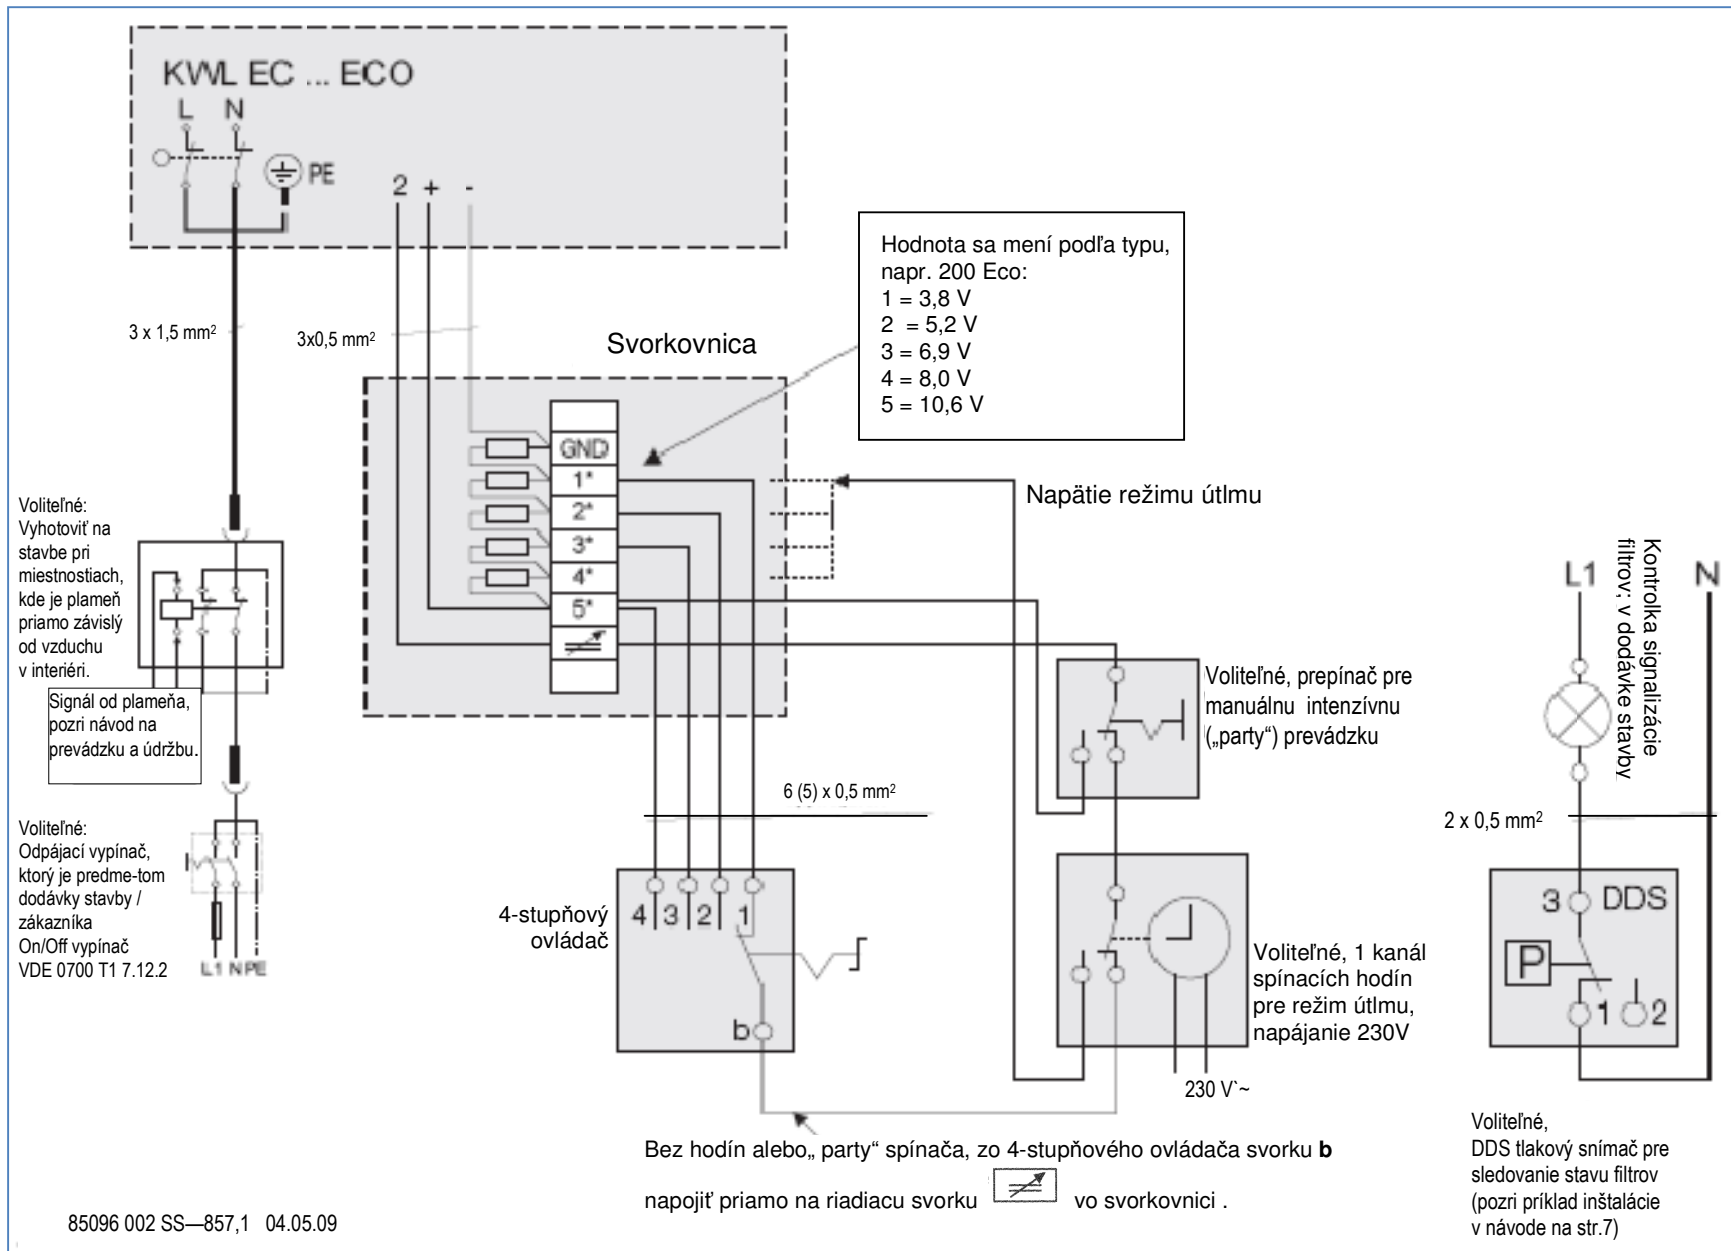 KWL EC ... ECO
L N
PE
2 + -
3 x 1,5 mm²
3x0,5 mm²
Svorkovnica
Hodnota sa mení podľa typu,
napr. 200 Eco:
1 = 3,8 V
2 = 5,2 V
3 = 6,9 V
4 = 8,0 V
5 = 10,6 V
GND
1*
2*
3*
4*
5*
Napätie režimu útlmu
Voliteľné:
Vyhotoviť na
stavbe pri
miestnostiach,
kde je plameň
priamo závislý
od vzduchu
v interiéri.
Signál od plameňa,
pozri návod na
prevádzku a údržbu.
Voliteľné:
Odpájací vypínač,
ktorý je predme-tom
dodávky stavby /
zákazníka
On/Off vypínač
VDE 0700 T1 7.12.2
L1 N PE
Voliteľné, prepínač pre
manuálnu intenzívnu
(„party“) prevádzku
6 (5) x 0,5 mm²
4-stupňový
ovládač
4 3 2 1
b
Voliteľné, 1 kanál
spínacích hodín
pre režim útlmu,
napájanie 230V
230 V`~
L1 N
Kontrolka signalizácie
filtrov; v dodávke stavby
2 x 0,5 mm²
3 DDS
P
1 2
Bez hodín alebo„ party“ spínača, zo 4-stupňového ovládača svorku b
napojiť priamo na riadiacu svorku vo svorkovnici .
Voliteľné,
DDS tlakový snímač pre
sledovanie stavu filtrov
(pozri príklad inštalácie
v návode na str.7)
85096 002 SS—857,1 04.05.09